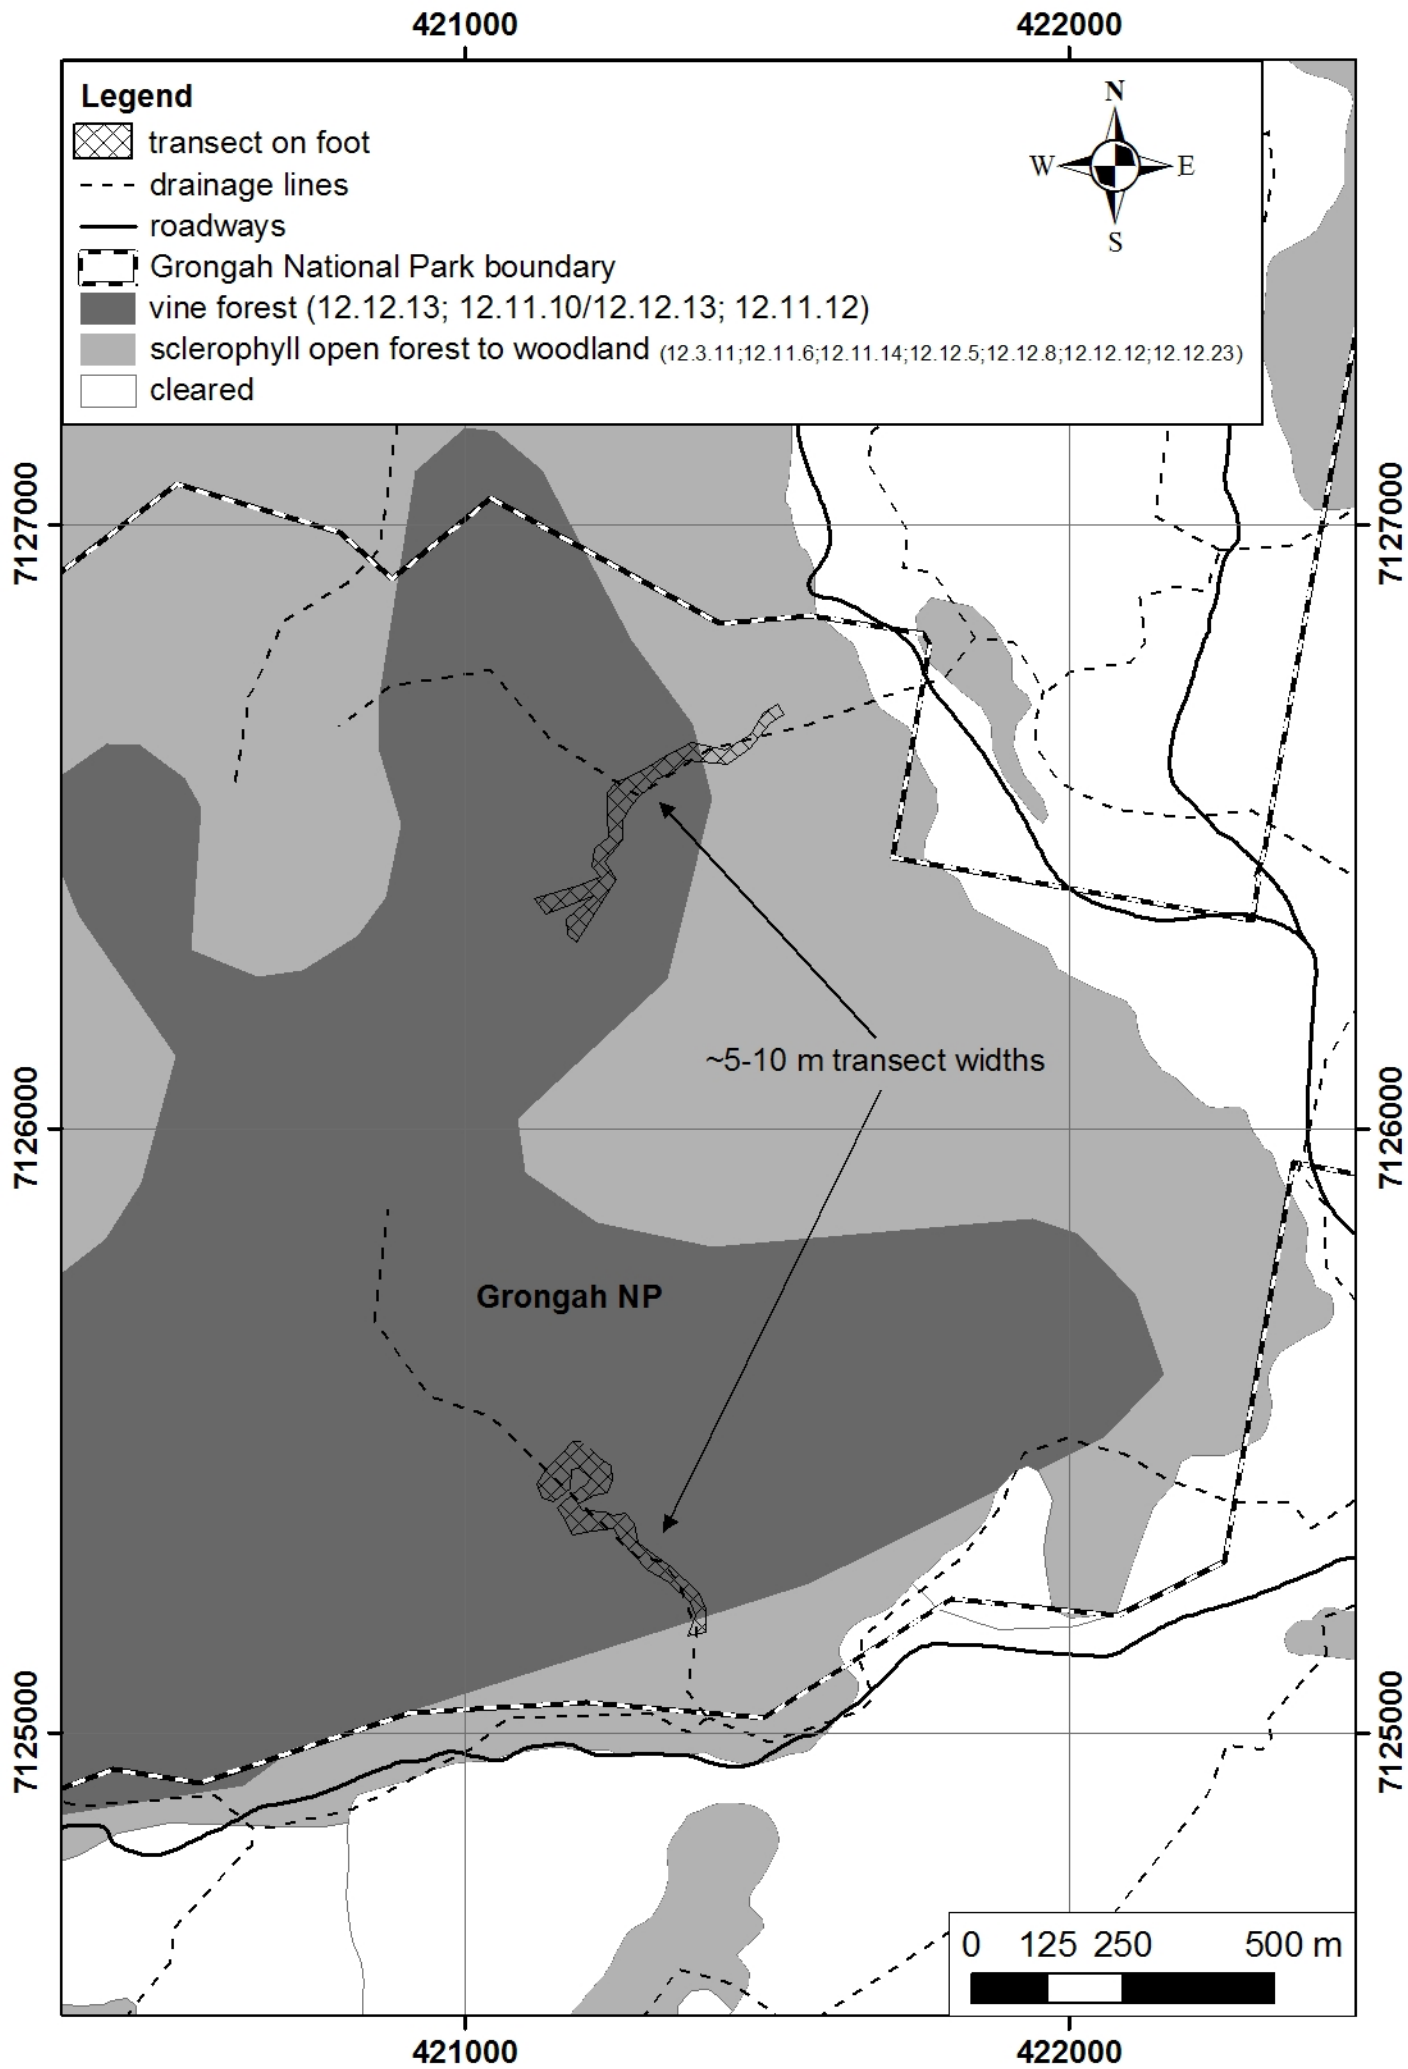 421000 422000
Legend
transect on foot
drainage lines
roadways
Grongah National Park boundary
vine forest (12.12.13; 12.11.10/12.12.13; 12.11.12)
sclerophyll open forest to woodland (12.3.11;12.11.6;12.11.14;12.12.5;12.12.8;12.12.12;12.12.23)
cleared
N
W E
S
7127000 7127000
~5-10 m transect widths
7126000 7126000
Grongah NP
7125000 7125000
0 125 250 500 m
421000 422000